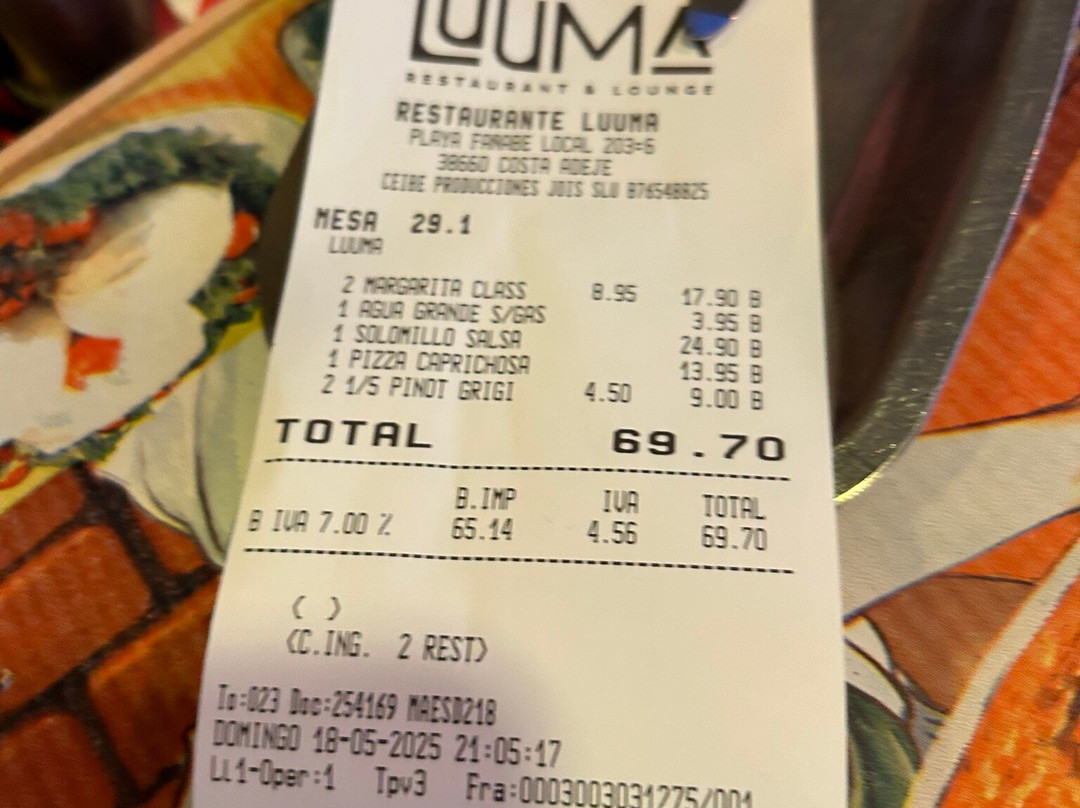 LUUMA
RESTAURANT & LOUNGE
RESTAURANTE LUUMA
PLAYA FANABE LOCAL 203=6
38660 COSTA ADEJE
CEIBE PRODUCCIONES JOIS SLU B76548825
MESA 29.1
LUUMA
2 MARGARITA CLASS 8.95 17.90 B
1 AGUA GRANDE S/GAS 3.95 B
1 SOLOMILLO SALSA 24.90 B
1 PIZZA CAPRICHOSA 13.95 B
2 1/5 PINOT GRIGI 4.50 9.00 B
TOTAL 69.70
B.IMP IVA TOTAL
B IVA 7.00 % 65.14 4.56 69.70
( )
<C.ING. 2 REST>
To:023 Doc:254169 MAESD218
DOMINGO 18-05-2025 21:05:17
Ll1-Oper:1 Tpv3 Fra:0003003031275/001